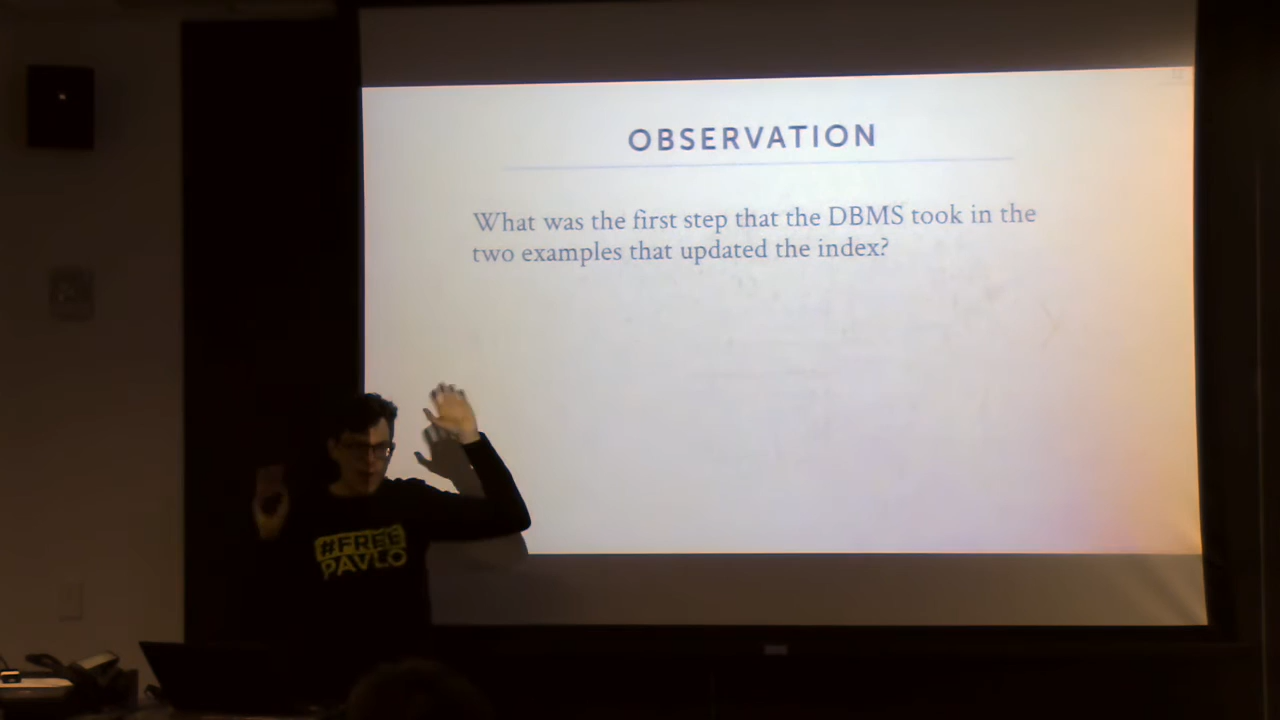 OBSERVATION
What was the first step that the DBMS took in the
two examples that updated the index?
#FREE
PAVLO